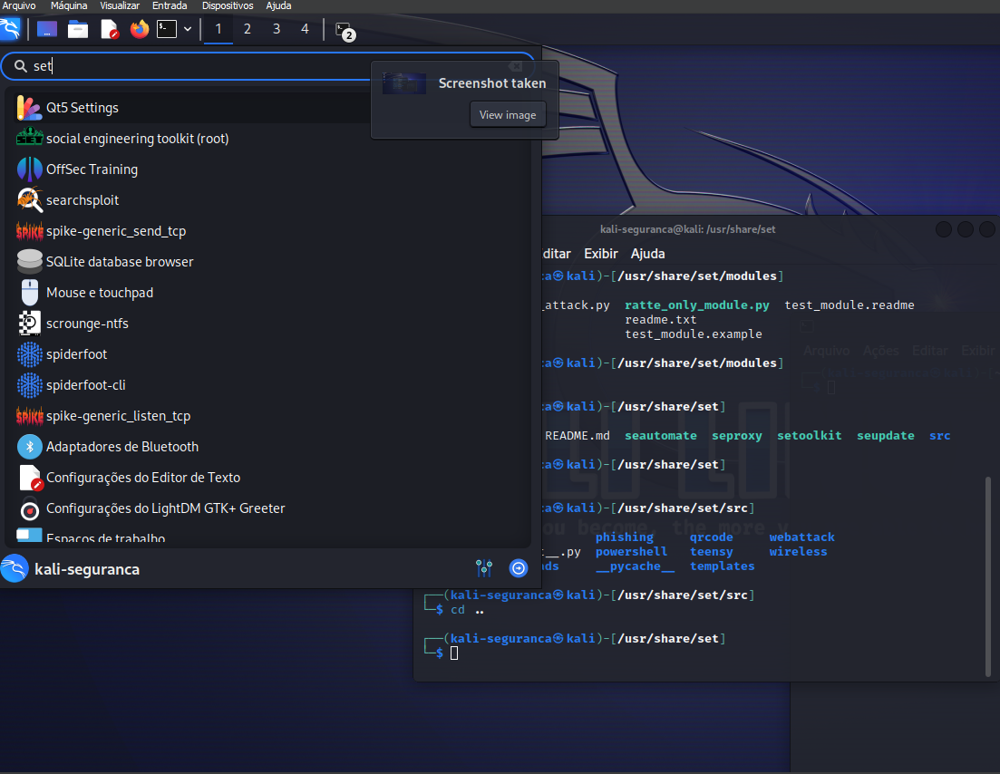 Arquivo Máquina Visualizar Entrada Dispositivos Ajuda
1 2 3 4 2
set
Screenshot taken
View image
Qt5 Settings
social engineering toolkit (root)
OffSec Training
searchsploit
spike-generic_send_tcp
SQLite database browser
Mouse e touchpad
scrounge-ntfs
spiderfoot
spiderfoot-cli
spike-generic_listen_tcp
Adaptadores de Bluetooth
Configurações do Editor de Texto
Configurações do LightDM GTK+ Greeter
Espaços de trabalho
kali-seguranca
kali-seguranca@kali: /usr/share/set
ditar Exibir Ajuda
ca㉿kali)-[/usr/share/set/modules]
_attack.py ratte_only_module.py test_module.readme
readme.txt
test_module.example
ca㉿kali)-[/usr/share/set/modules]
ca㉿kali)-[/usr/share/set]
README.md seautomate seproxy setoolkit seupdate src
ca㉿kali)-[/usr/share/set]
ca㉿kali)-[/usr/share/set/src]
phishing qrcode webattack
t__.py powershell teensy wireless
ds __pycache__ templates
┌──(kali-seguranca㉿kali)-[/usr/share/set/src]
└─$ cd ..
┌──(kali-seguranca㉿kali)-[/usr/share/set]
└─$
Arquivo Ações Editar Exibir
ou become, the more y